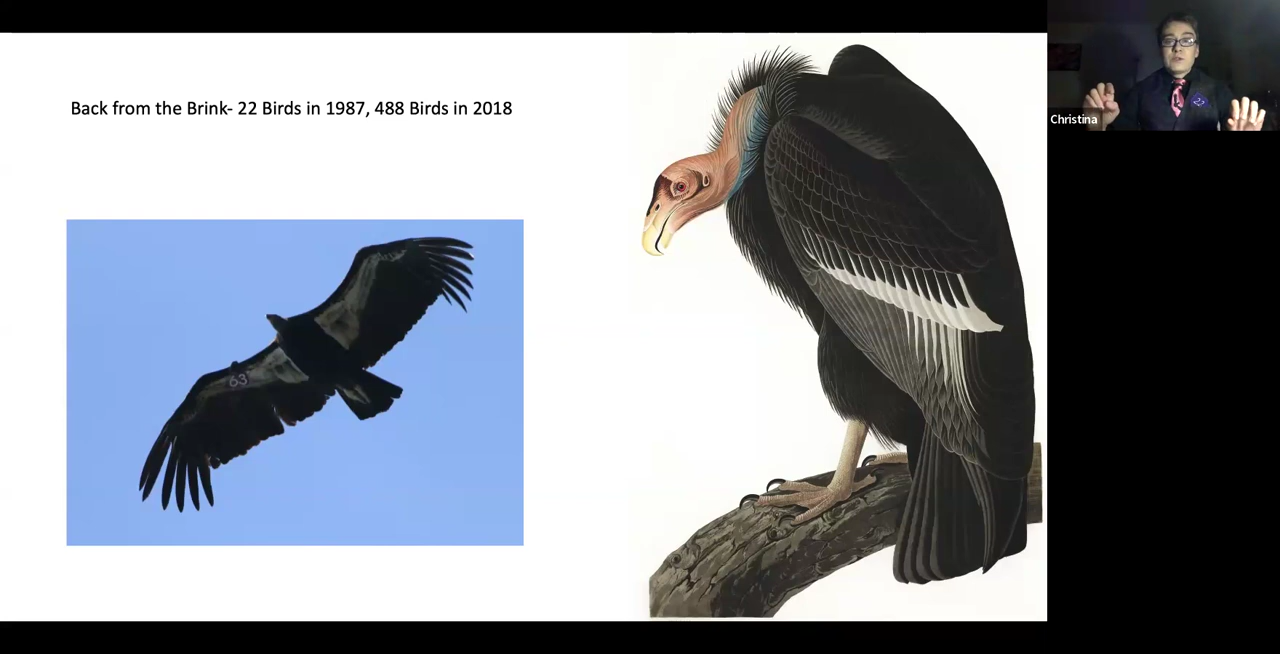 Back from the Brink- 22 Birds in 1987, 488 Birds in 2018
63
Christina